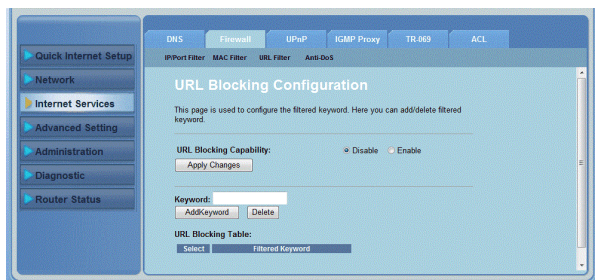 DNS Firewall UPnP IGMP Proxy TR-069 ACL
IP/Port Filter MAC Filter URL Filter Anti-DoS
Quick Internet Setup
Network
Internet Services
Advanced Setting
Administration
Diagnostic
Router Status
URL Blocking Configuration
This page is used to configure the filtered keyword. Here you can add/delete filtered
keyword.
URL Blocking Capability: Disable Enable
Apply Changes
Keyword:
AddKeyword Delete
URL Blocking Table:
Select Filtered Keyword